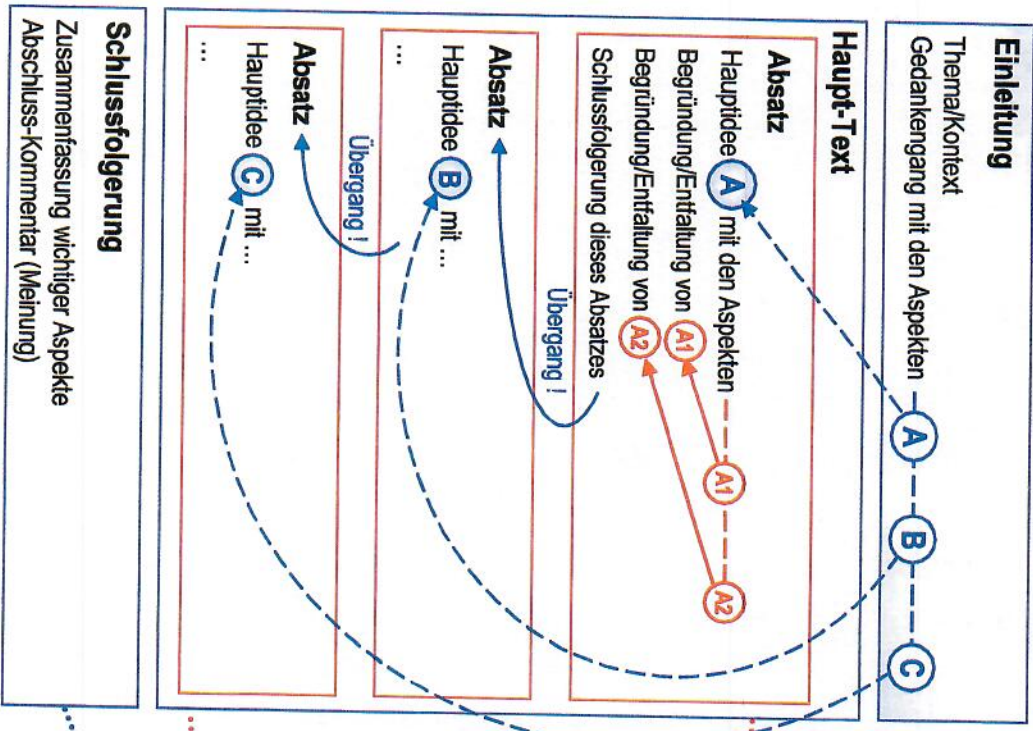 Einleitung
Thema/Kontext
Gedankengang mit den Aspekten A B C
Haupt-Text
Absatz
Hauptidee A mit den Aspekten A1 A2
Begründung/Entfaltung von A1
Begründung/Entfaltung von A2
Schlussfolgerung dieses Absatzes
Übergang !
Absatz
Hauptidee B mit ...
...
Übergang !
Absatz
Hauptidee C mit ...
...
Schlussfolgerung
Zusammenfassung wichtiger Aspekte
Abschluss-Kommentar (Meinung)